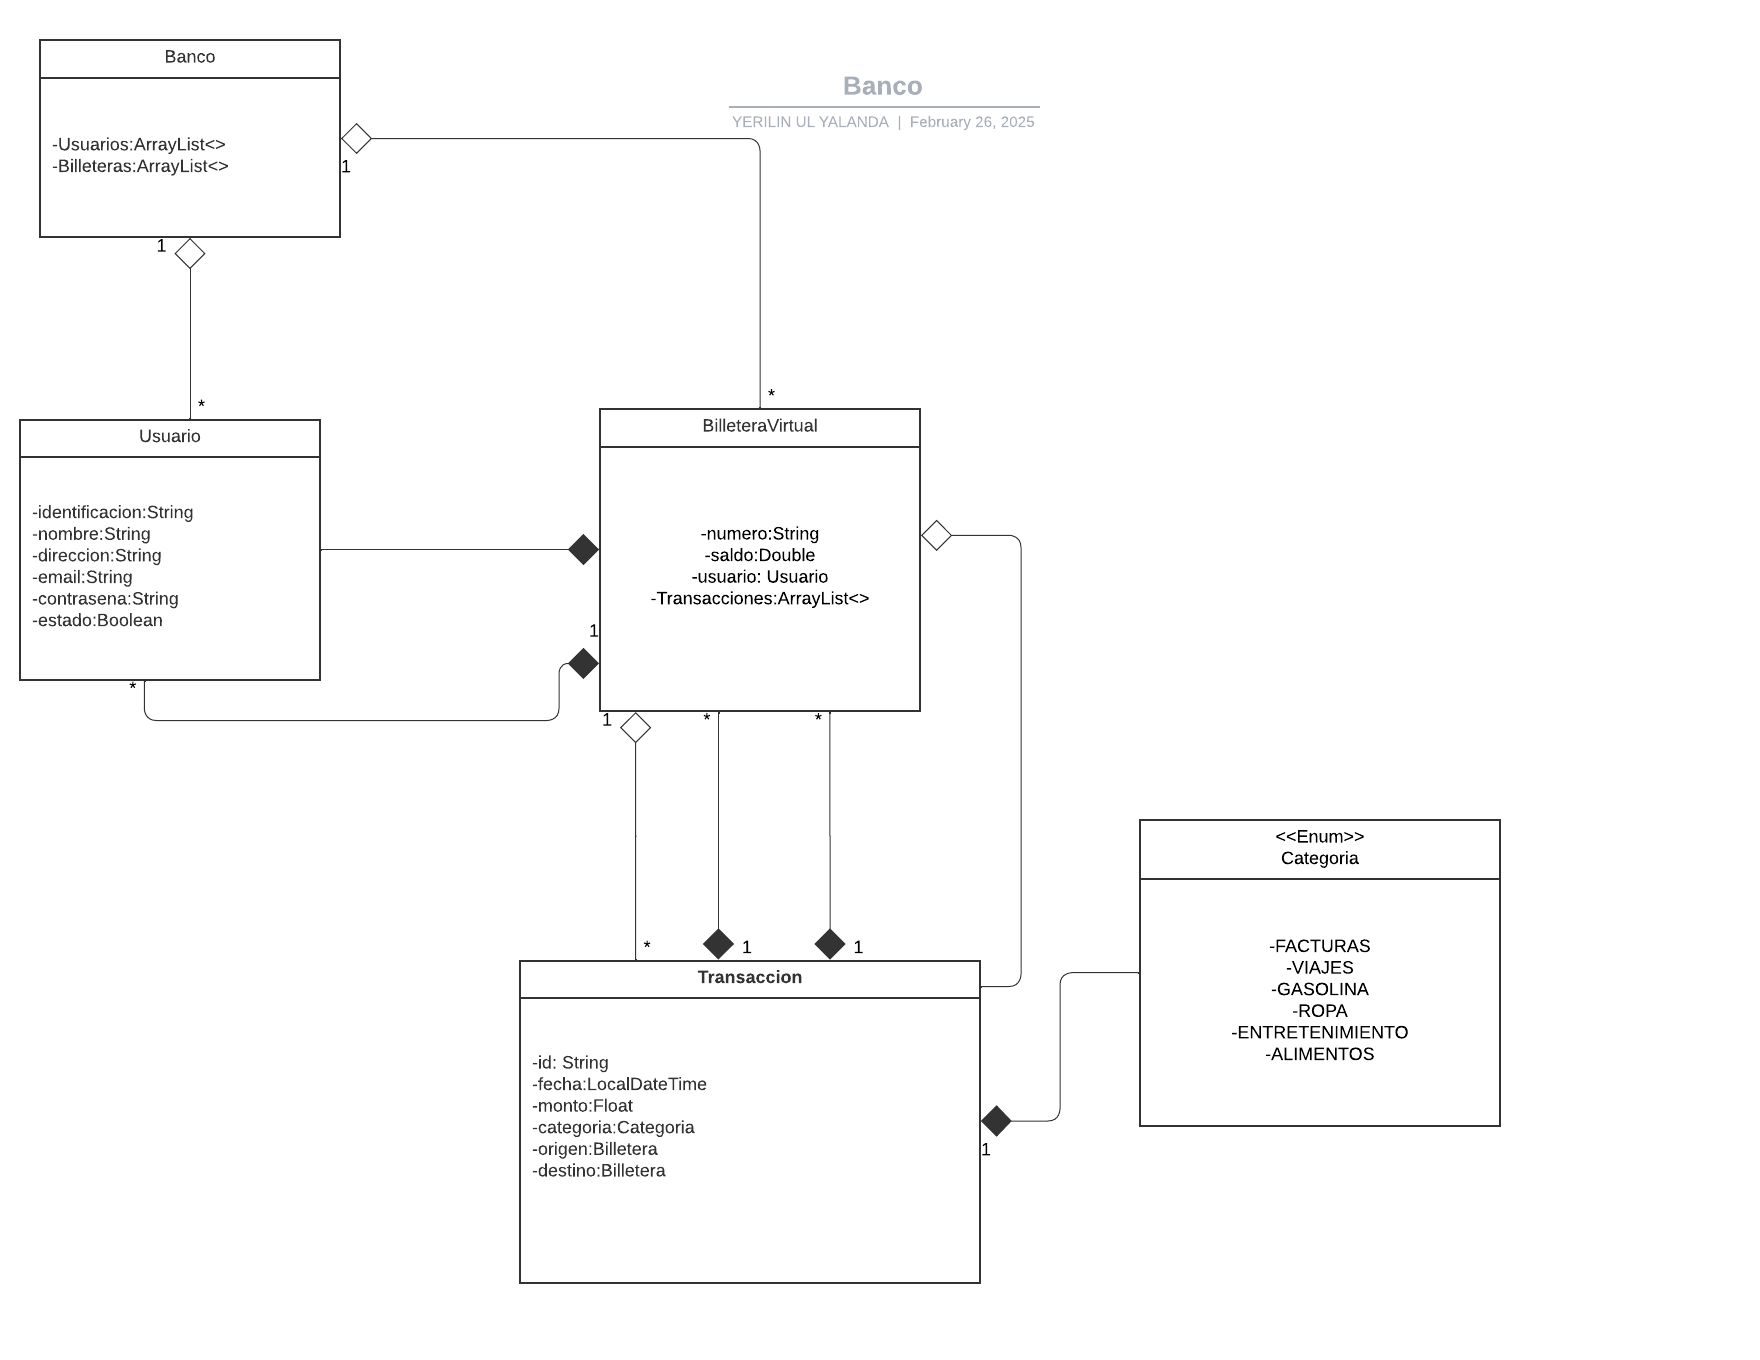 Banco
-Usuarios:ArrayList<>
-Billeteras:ArrayList<>
1
1
Banco
YERILIN UL YALANDA | February 26, 2025
*
*
Usuario
-identificacion:String
-nombre:String
-direccion:String
-email:String
-contrasena:String
-estado:Boolean
*
BilleteraVirtual
-numero:String
-saldo:Double
-usuario: Usuario
-Transacciones:ArrayList<>
1
1
*
*
*
1
1
Transaccion
-id: String
-fecha:LocalDateTime
-monto:Float
-categoria:Categoria
-origen:Billetera
-destino:Billetera
1
<<Enum>>
Categoria
-FACTURAS
-VIAJES
-GASOLINA
-ROPA
-ENTRETENIMIENTO
-ALIMENTOS